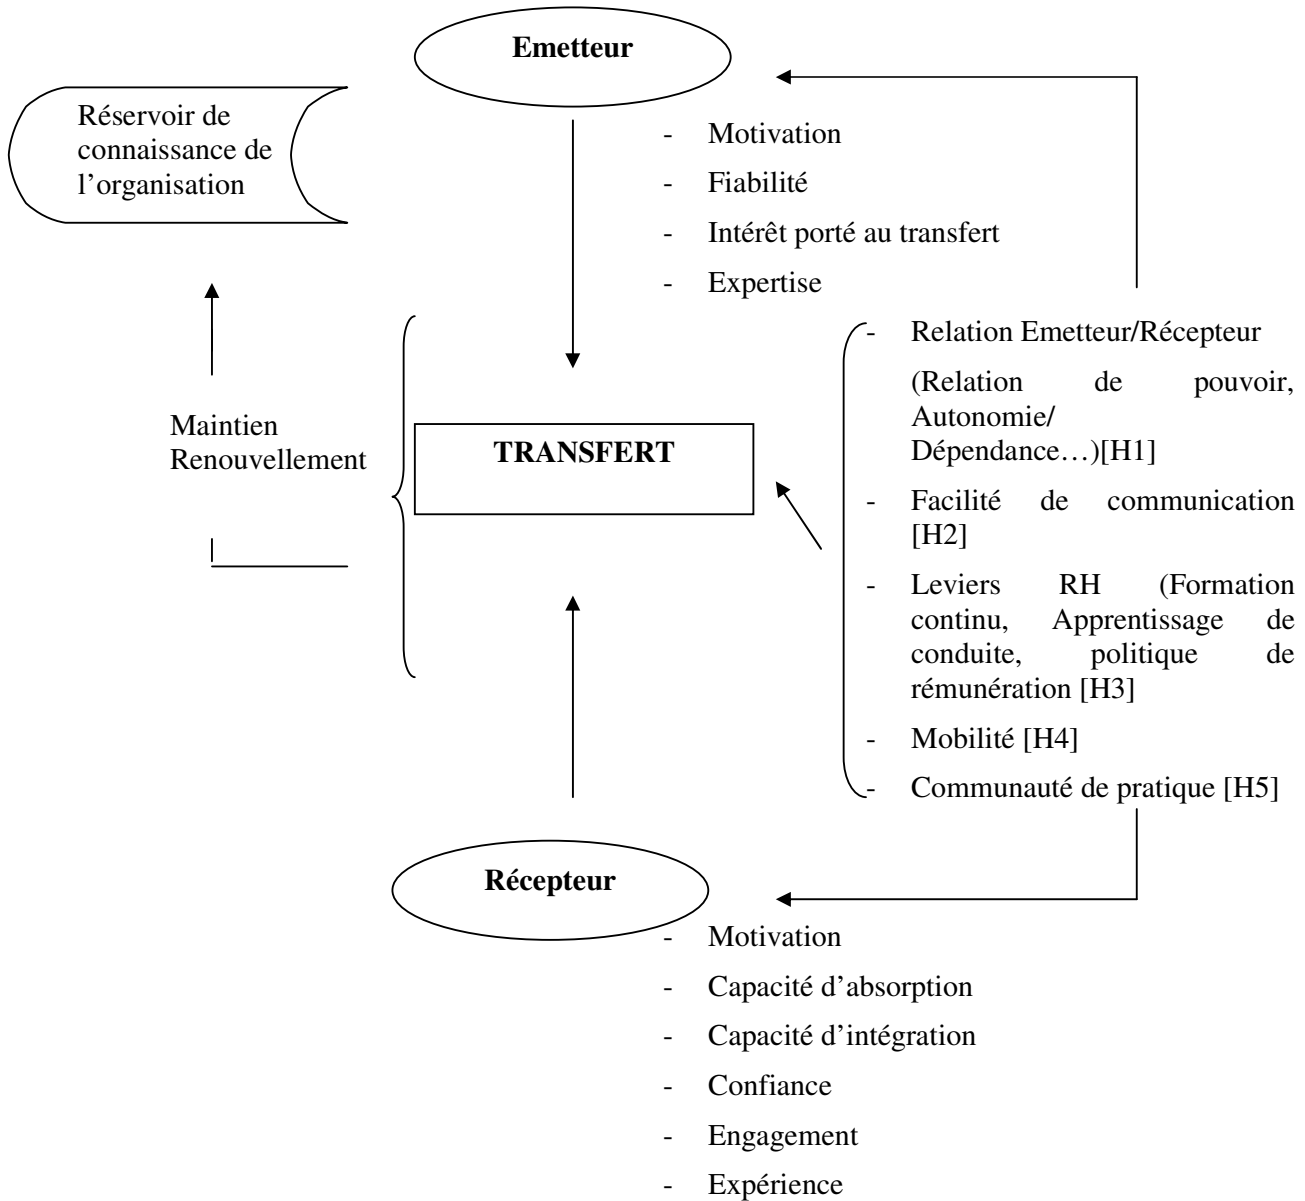 Emetteur
Réservoir de
connaissance de
l'organisation
- Motivation
- Fiabilité
- Intérêt porté au transfert
- Expertise
- Relation Emetteur/Récepteur
(Relation de pouvoir,
Autonomie/
Dépendance…)[H1]
- Facilité de communication
[H2]
- Leviers RH (Formation
continu, Apprentissage de
conduite, politique de
rémunération [H3]
- Mobilité [H4]
- Communauté de pratique [H5]
Maintien
Renouvellement
TRANSFERT
Récepteur
- Motivation
- Capacité d'absorption
- Capacité d'intégration
- Confiance
- Engagement
- Expérience